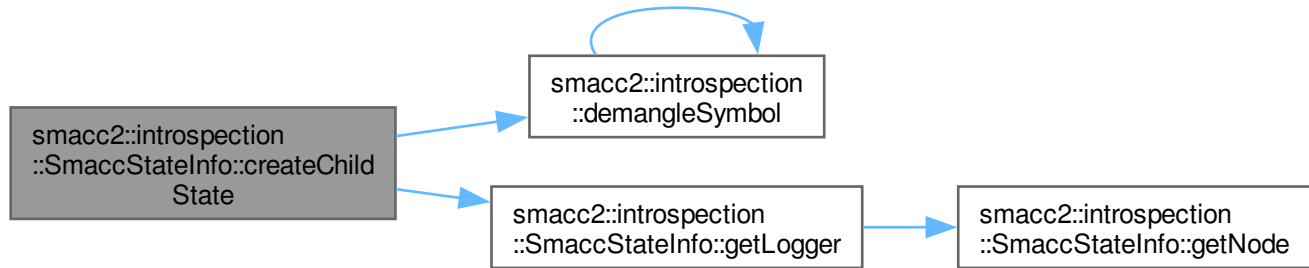 smacc2::introspection
::SmaccStateInfo::createChild
State
smacc2::introspection
::demangleSymbol
smacc2::introspection
::SmaccStateInfo::getLogger
smacc2::introspection
::SmaccStateInfo::getNode